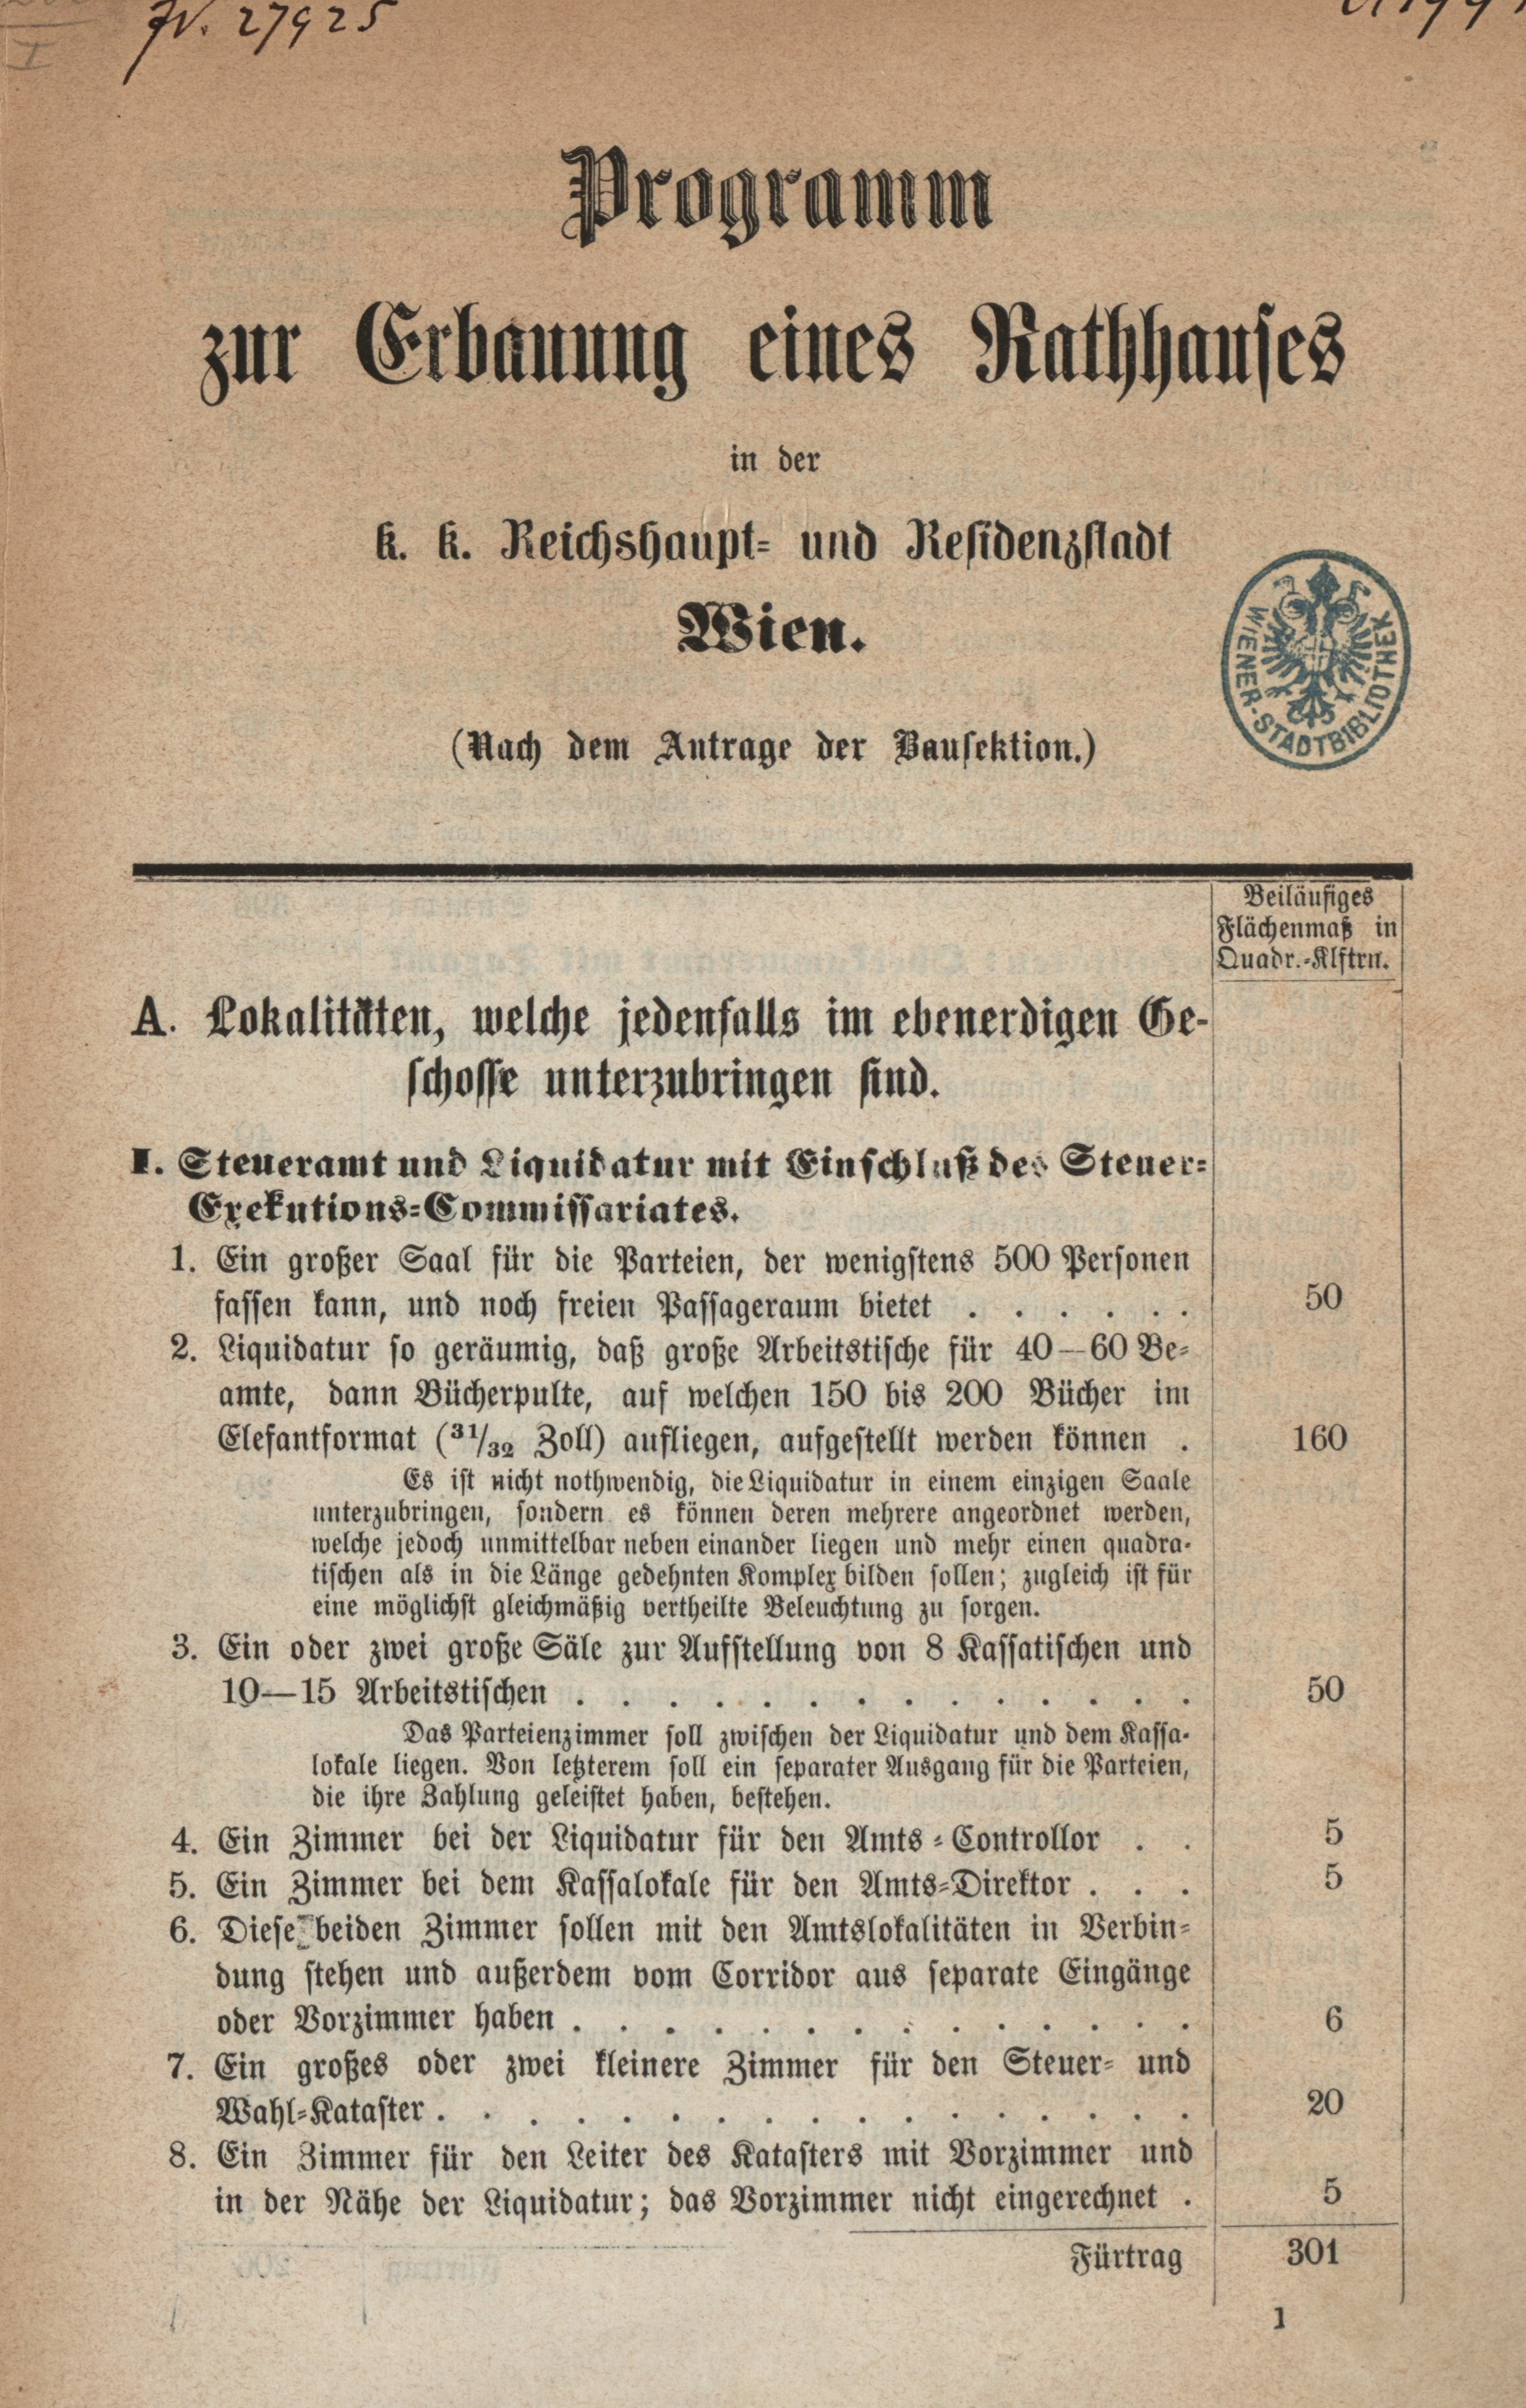 Jv. 27925
I
Programm
zur Erbauung eines Rathhauses
in der
k. k. Reichshaupt- und Residenzstadt
Wien.
WIENER-STADTBIBLIOTHEK
(Nach dem Antrage der Bausektion.)
Beiläufiges
Flächenmaß in
Quadr.-Klftrn.
A. Lokalitäten, welche jedenfalls im ebenerdigen Ge-
schosse unterzubringen sind.
I. Steueramt und Liquidatur mit Einschluß des Steuer-
Exekutions-Commissariates.
1. Ein großer Saal für die Parteien, der wenigstens 500 Personen
fassen kann, und noch freien Passageraum bietet . . . . . . 50
2. Liquidatur so geräumig, daß große Arbeitstische für 40—60 Be-
amte, dann Bücherpulte, auf welchen 150 bis 200 Bücher im
Elefantformat (31/32 Zoll) aufliegen, aufgestellt werden können . 160
Es ist nicht nothwendig, die Liquidatur in einem einzigen Saale
unterzubringen, sondern es können deren mehrere angeordnet werden,
welche jedoch unmittelbar neben einander liegen und mehr einen quadra-
tischen als in die Länge gedehnten Komplex bilden sollen; zugleich ist für
eine möglichst gleichmäßig vertheilte Beleuchtung zu sorgen.
3. Ein oder zwei große Säle zur Aufstellung von 8 Kassatischen und
10—15 Arbeitstischen . . . . . . . . . . . . . . 50
Das Parteienzimmer soll zwischen der Liquidatur und dem Kassa-
lokale liegen. Von letzterem soll ein separater Ausgang für die Parteien,
die ihre Zahlung geleistet haben, bestehen.
4. Ein Zimmer bei der Liquidatur für den Amts-Controllor . . 5
5. Ein Zimmer bei dem Kassalokale für den Amts-Direktor . . . 5
6. Diese beiden Zimmer sollen mit den Amtslokalitäten in Verbin-
dung stehen und außerdem vom Corridor aus separate Eingänge
oder Vorzimmer haben . . . . . . . . . . . . . . 6
7. Ein großes oder zwei kleinere Zimmer für den Steuer- und
Wahl-Kataster . . . . . . . . . . . . . . . . . 20
8. Ein Zimmer für den Leiter des Katasters mit Vorzimmer und
in der Nähe der Liquidatur; das Vorzimmer nicht eingerechnet . 5
Fürtrag 301
1